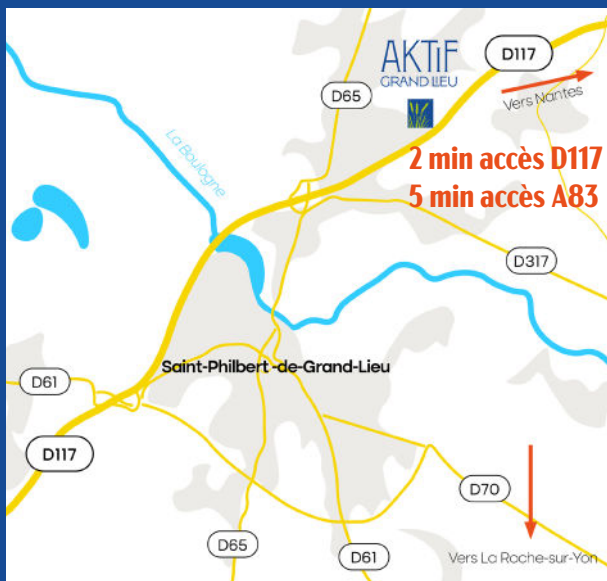 AKTIF
GRAND LIEU
D117
D65
Vers Nantes
La Boulogne
2 min accès D117
5 min accès A83
D317
Saint-Philbert-de-Grand-Lieu
D61
D117
D70
D65
D61
Vers La Roche-sur-Yon